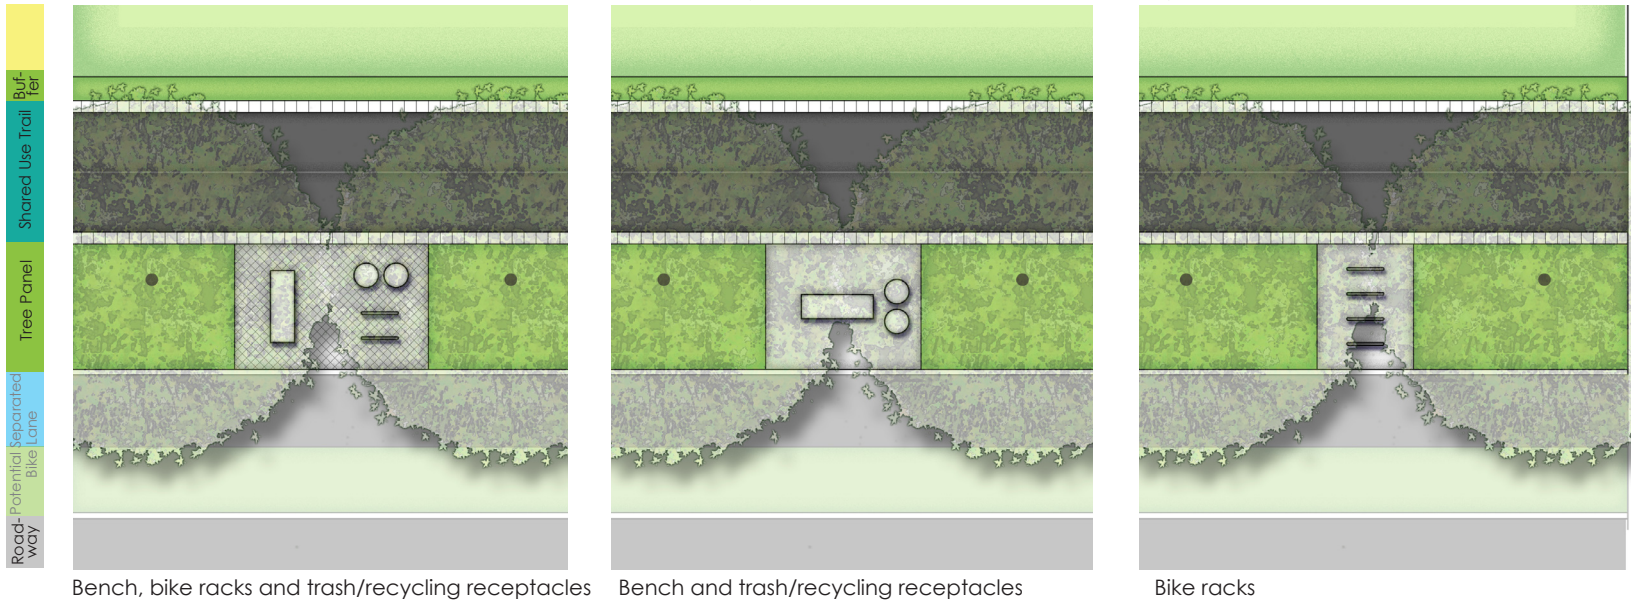 Buf-
fer
Shared Use Trail
Tree Panel
Potential Separated
Bike Lane
Road-
way
Bench, bike racks and trash/recycling receptacles
Bench and trash/recycling receptacles
Bike racks